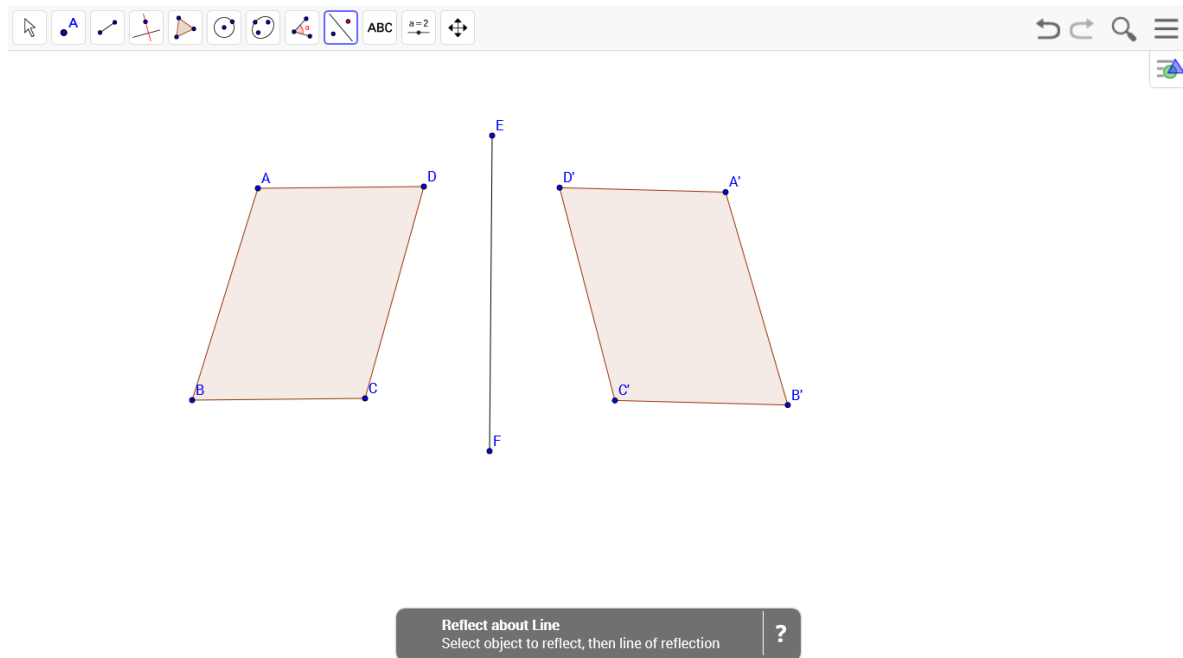 A
α
ABC
a=2
E
A
D
D'
A'
B
C
C'
B'
F
Reflect about Line
Select object to reflect, then line of reflection
?